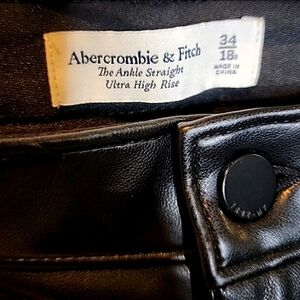 Abercrombie & Fitch
The Ankle Straight
Ultra High Rise
34
18R
MADE IN
CHINA